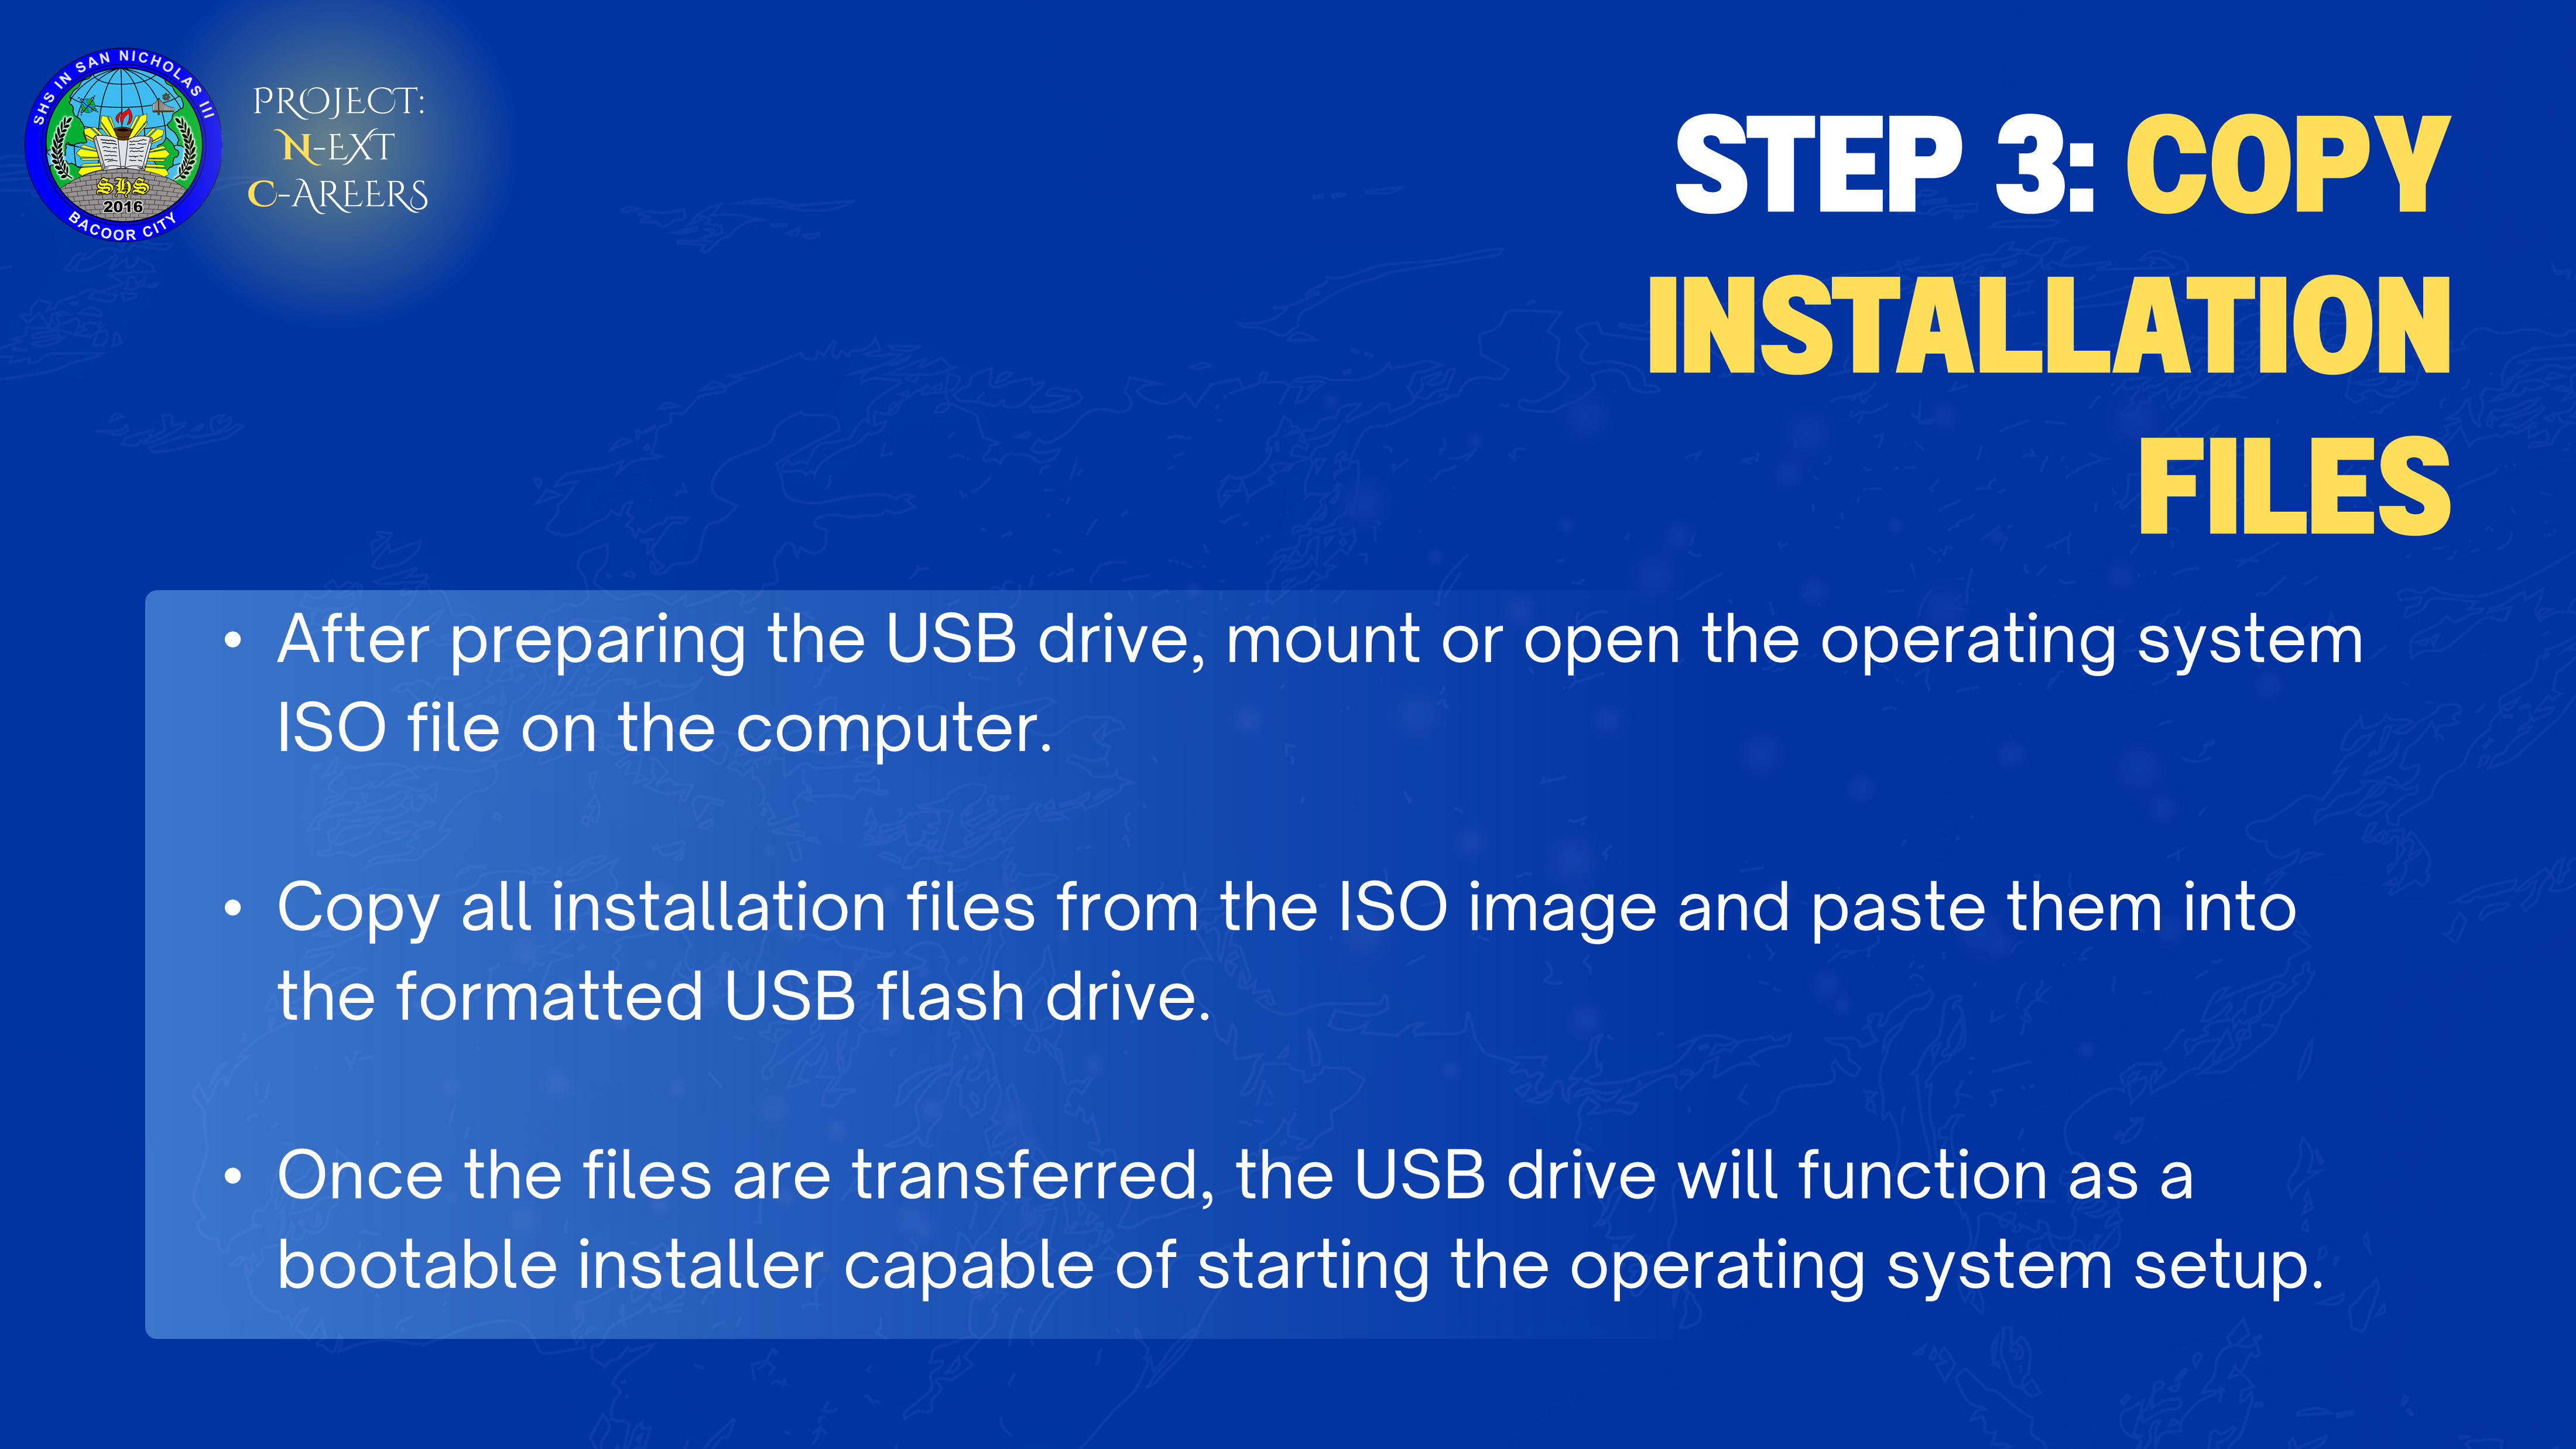 SHS IN SAN NICHOLAS III
SHS
2016
BACOOR CITY
PROJECT:
N-EXT
C-AREERS
STEP 3: COPY
INSTALLATION
FILES
• After preparing the USB drive, mount or open the operating system
ISO file on the computer.
• Copy all installation files from the ISO image and paste them into
the formatted USB flash drive.
• Once the files are transferred, the USB drive will function as a
bootable installer capable of starting the operating system setup.